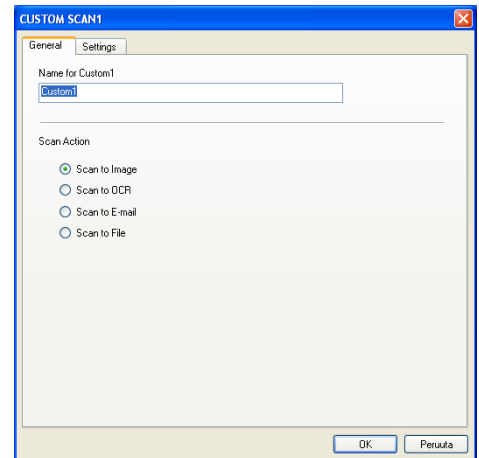 CUSTOM SCAN1
General Settings
Name for Custom1
Custom1
Scan Action
Scan to Image
Scan to OCR
Scan to E-mail
Scan to File
OK Peruuta